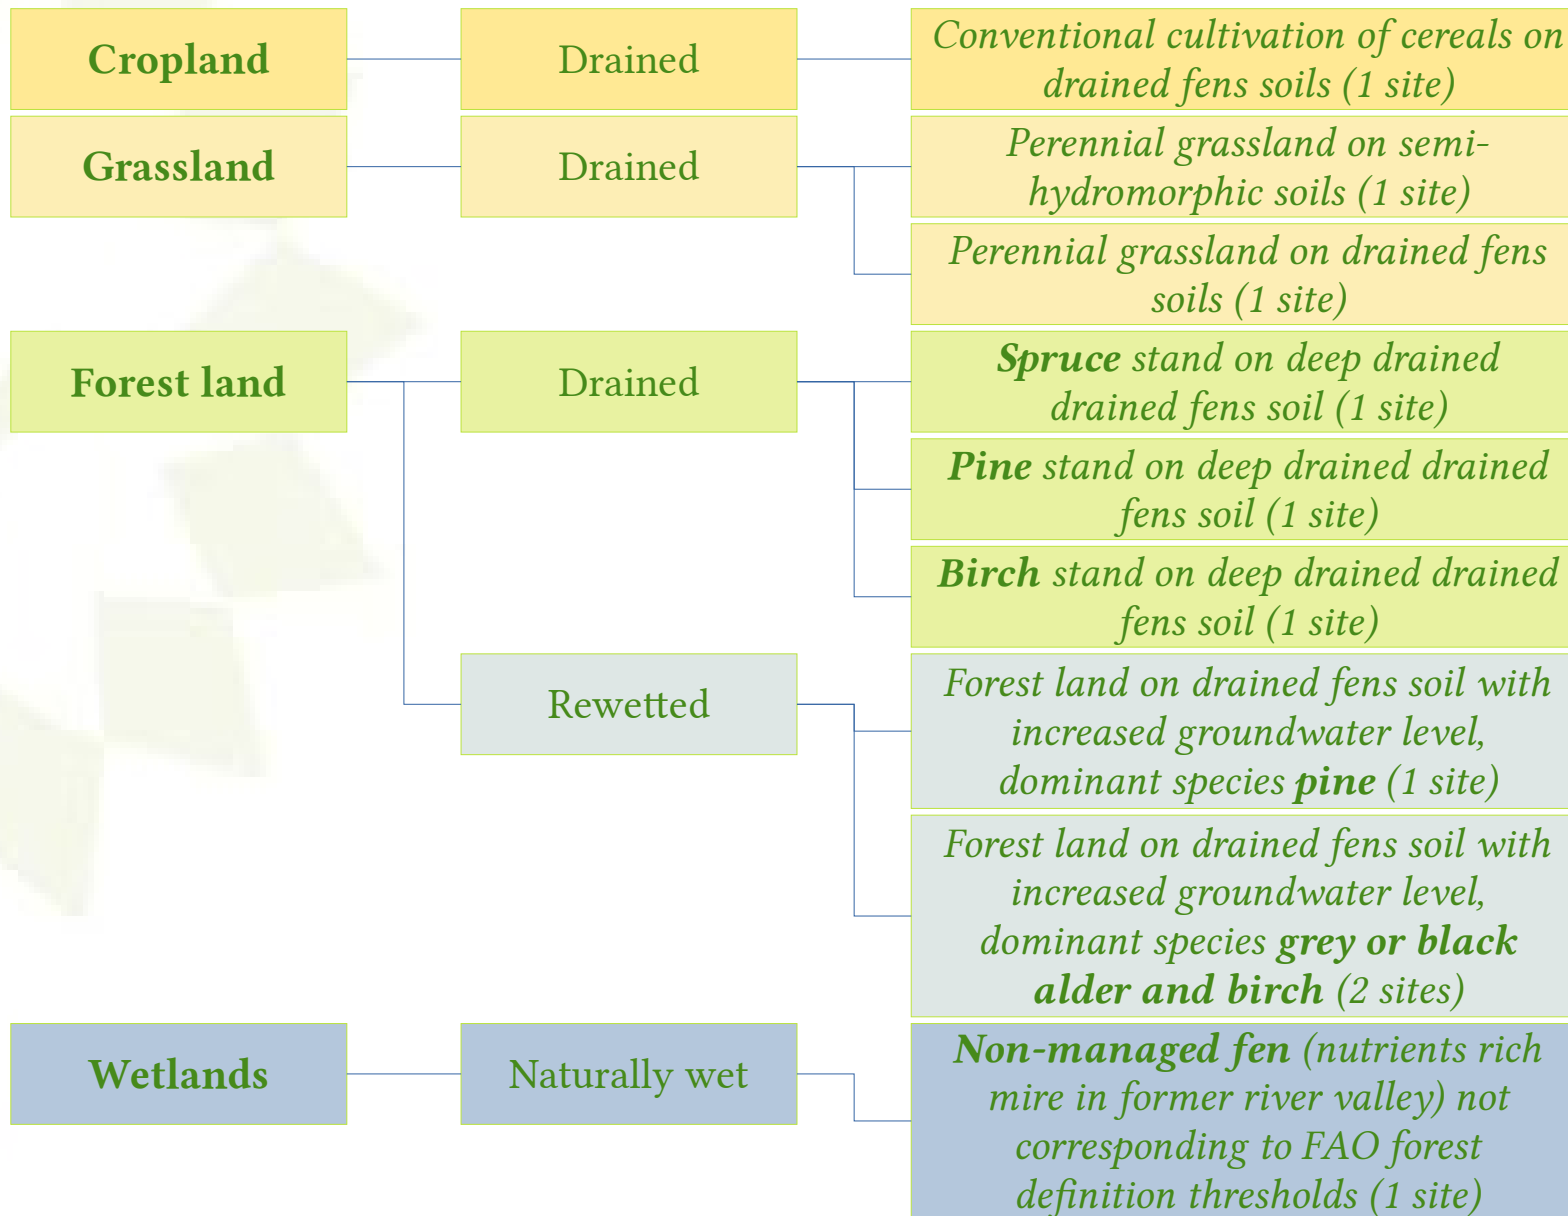 Cropland
Drained
Conventional cultivation of cereals on
drained fens soils (1 site)
Grassland
Drained
Perennial grassland on semi-
hydromorphic soils (1 site)
Perennial grassland on drained fens
soils (1 site)
Forest land
Drained
Spruce stand on deep drained
drained fens soil (1 site)
Pine stand on deep drained drained
fens soil (1 site)
Birch stand on deep drained drained
fens soil (1 site)
Rewetted
Forest land on drained fens soil with
increased groundwater level,
dominant species pine (1 site)
Forest land on drained fens soil with
increased groundwater level,
dominant species grey or black
alder and birch (2 sites)
Wetlands
Naturally wet
Non-managed fen (nutrients rich
mire in former river valley) not
corresponding to FAO forest
definition thresholds (1 site)